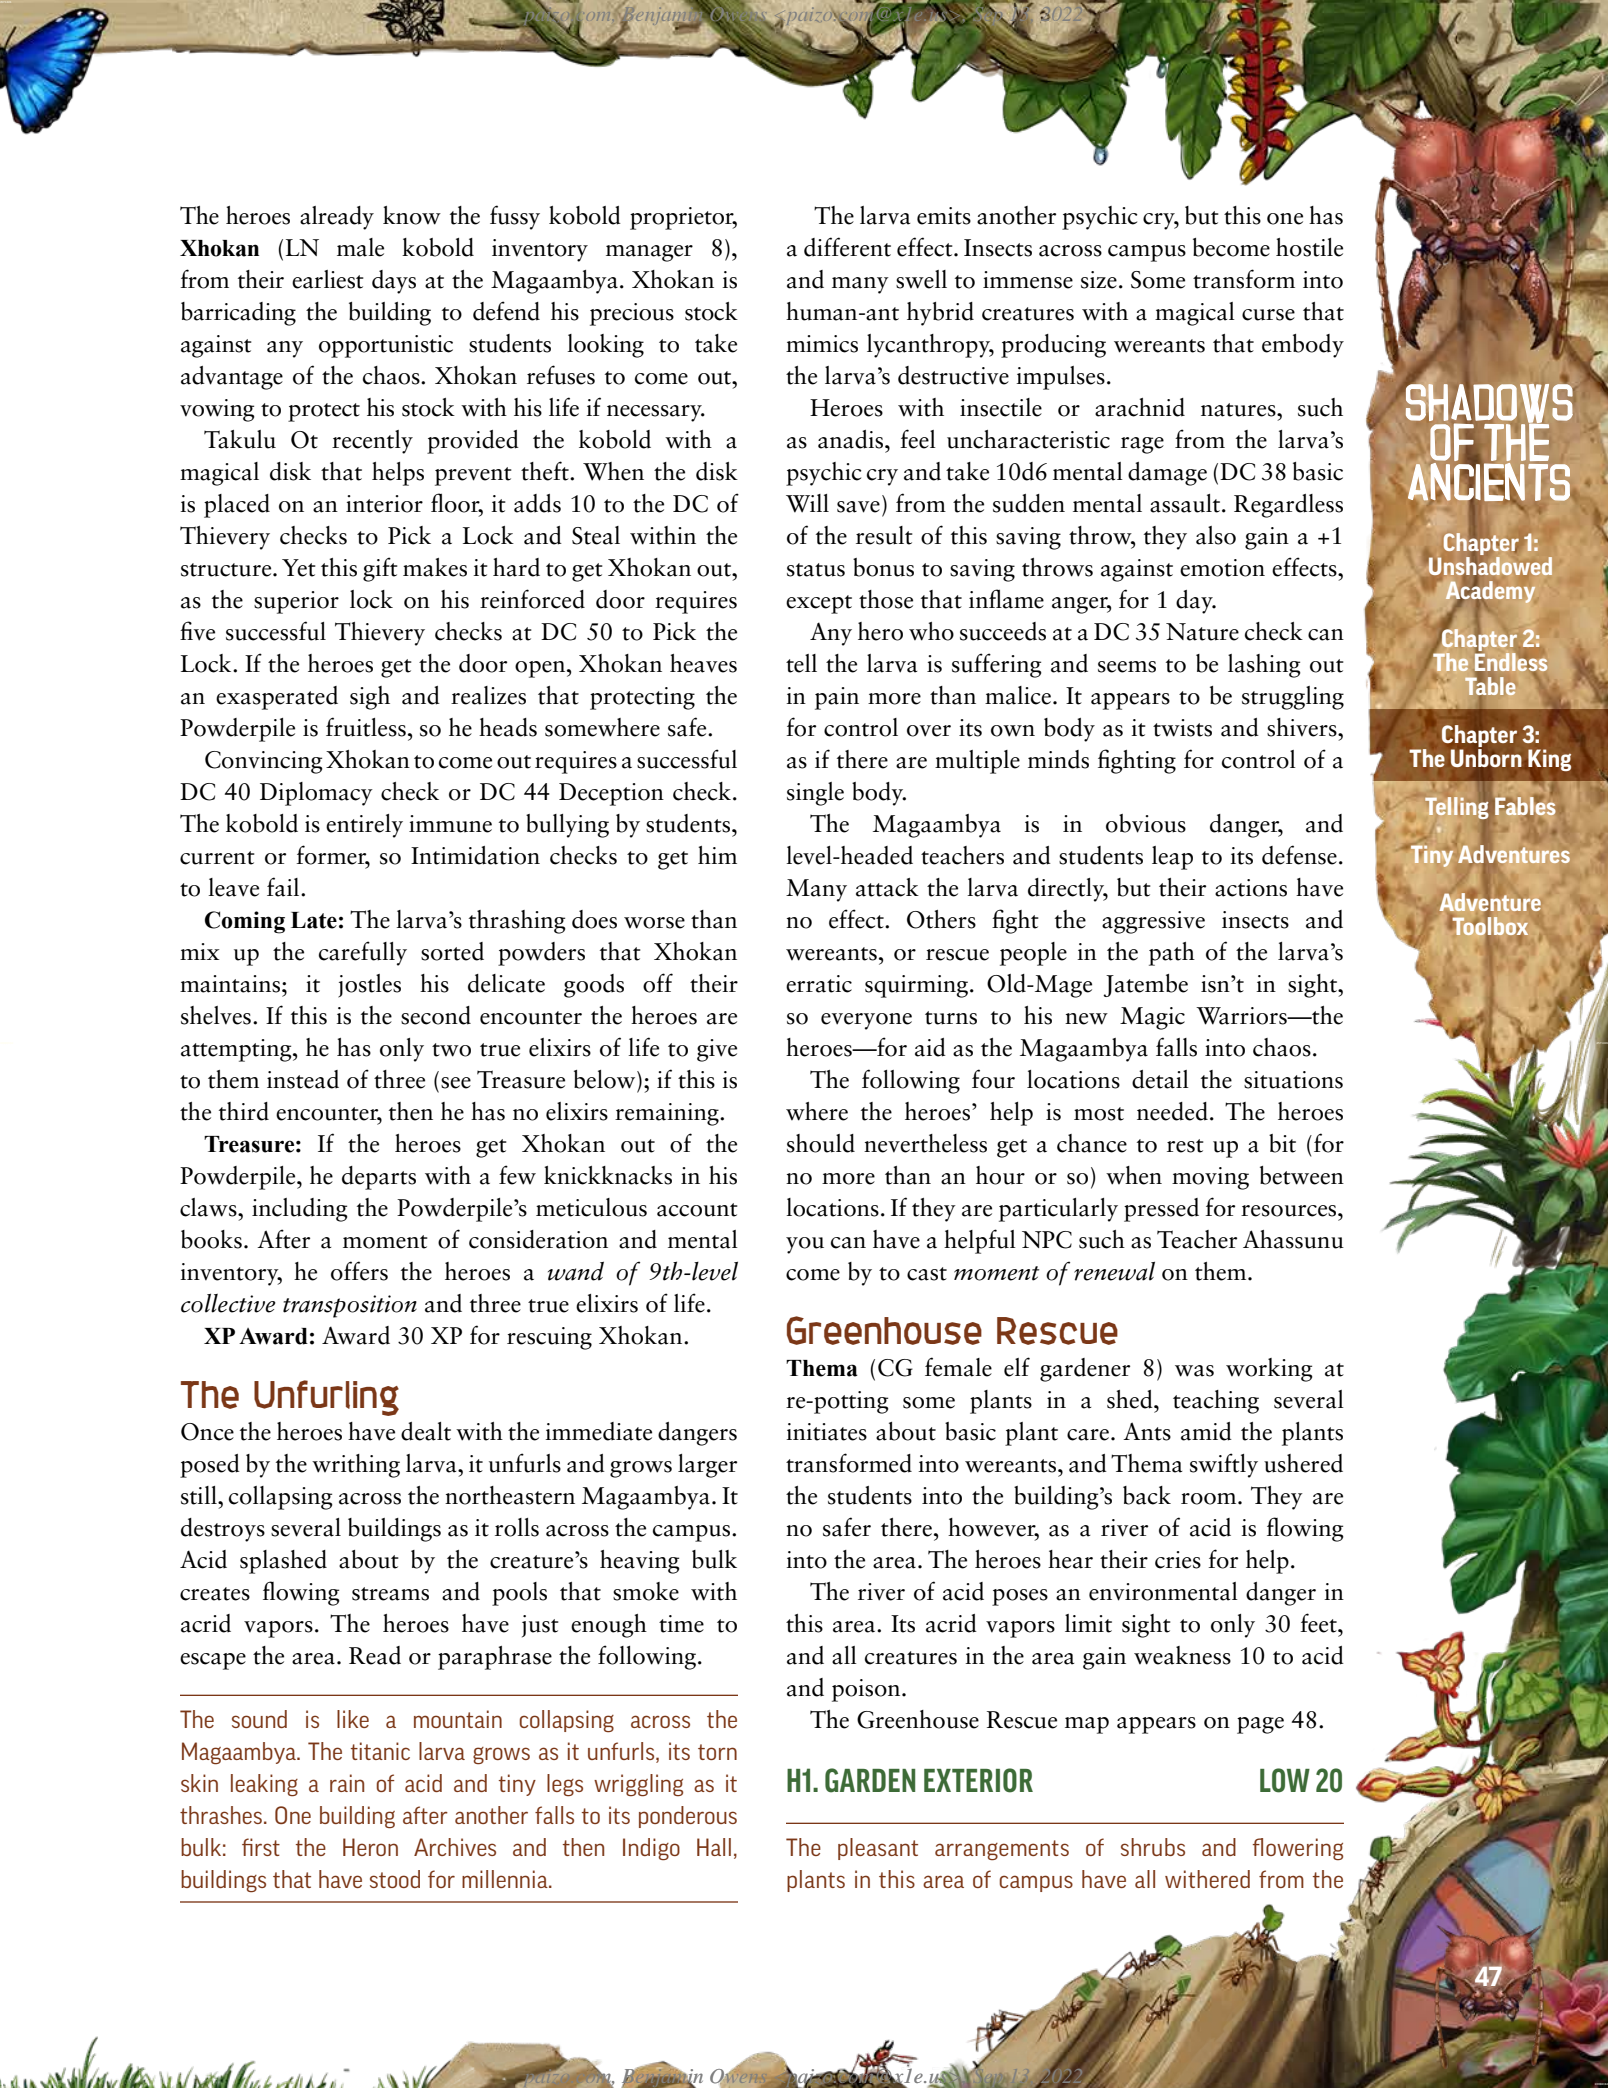 The heroes already know the fussy kobold proprietor,
Xhokan (LN male kobold inventory manager 8),
from their earliest days at the Magaambya. Xhokan is
barricading the building to defend his precious stock
against any opportunistic students looking to take
advantage of the chaos. Xhokan refuses to come out,
vowing to protect his stock with his life if necessary.
Takulu Ot recently provided the kobold with a
magical disk that helps prevent theft. When the disk
is placed on an interior floor, it adds 10 to the DC of
Thievery checks to Pick a Lock and Steal within the
structure. Yet this gift makes it hard to get Xhokan out,
as the superior lock on his reinforced door requires
five successful Thievery checks at DC 50 to Pick the
Lock. If the heroes get the door open, Xhokan heaves
an exasperated sigh and realizes that protecting the
Powderpile is fruitless, so he heads somewhere safe.
Convincing Xhokan to come out requires a successful
DC 40 Diplomacy check or DC 44 Deception check.
The kobold is entirely immune to bullying by students,
current or former, so Intimidation checks to get him
to leave fail.
Coming Late: The larva's thrashing does worse than
mix up the carefully sorted powders that Xhokan
maintains; it jostles his delicate goods off their
shelves. If this is the second encounter the heroes are
attempting, he has only two true elixirs of life to give
to them instead of three (see Treasure below); if this is
the third encounter, then he has no elixirs remaining.
Treasure: If the heroes get Xhokan out of the
Powderpile, he departs with a few knickknacks in his
claws, including the Powderpile's meticulous account
books. After a moment of consideration and mental
inventory, he offers the heroes a wand of 9th-level
collective transposition and three true elixirs of life.
XP Award: Award 30 XP for rescuing Xhokan.
The Unfurling
Once the heroes have dealt with the immediate dangers
posed by the writhing larva, it unfurls and grows larger
still, collapsing across the northeastern Magaambya. It
destroys several buildings as it rolls across the campus.
Acid splashed about by the creature's heaving bulk
creates flowing streams and pools that smoke with
acrid vapors. The heroes have just enough time to
escape the area. Read or paraphrase the following.
The sound is like a mountain collapsing across the
Magaambya. The titanic larva grows as it unfurls, its torn
skin leaking a rain of acid and tiny legs wriggling as it
thrashes. One building after another falls to its ponderous
bulk: first the Heron Archives and then Indigo Hall,
buildings that have stood for millennia.
The larva emits another psychic cry, but this one has
a different effect. Insects across campus become hostile
and many swell to immense size. Some transform into
human-ant hybrid creatures with a magical curse that
mimics lycanthropy, producing wereants that embody
the larva's destructive impulses.
Heroes with insectile or arachnid natures, such
as anadis, feel uncharacteristic rage from the larva's
psychic cry and take 10d6 mental damage (DC 38 basic
Will save) from the sudden mental assault. Regardless
of the result of this saving throw, they also gain a +1
status bonus to saving throws against emotion effects,
except those that inflame anger, for 1 day.
Any hero who succeeds at a DC 35 Nature check can
tell the larva is suffering and seems to be lashing out
in pain more than malice. It appears to be struggling
for control over its own body as it twists and shivers,
as if there are multiple minds fighting for control of a
single body.
The Magaambya is in obvious danger, and
level-headed teachers and students leap to its defense.
Many attack the larva directly, but their actions have
no effect. Others fight the aggressive insects and
wereants, or rescue people in the path of the larva's
erratic squirming. Old-Mage Jatembe isn't in sight,
so everyone turns to his new Magic Warriors—the
heroes—for aid as the Magaambya falls into chaos.
The following four locations detail the situations
where the heroes' help is most needed. The heroes
should nevertheless get a chance to rest up a bit (for
no more than an hour or so) when moving between
locations. If they are particularly pressed for resources,
you can have a helpful NPC such as Teacher Ahassunu
come by to cast moment of renewal on them.
Greenhouse Rescue
Thema (CG female elf gardener 8) was working at
re-potting some plants in a shed, teaching several
initiates about basic plant care. Ants amid the plants
transformed into wereants, and Thema swiftly ushered
the students into the building's back room. They are
no safer there, however, as a river of acid is flowing
into the area. The heroes hear their cries for help.
The river of acid poses an environmental danger in
this area. Its acrid vapors limit sight to only 30 feet,
and all creatures in the area gain weakness 10 to acid
and poison.
The Greenhouse Rescue map appears on page 48.
H1. GARDEN EXTERIOR LOW 20
The pleasant arrangements of shrubs and flowering
plants in this area of campus have all withered from the
SHADOWS
OF THE
ANCIENTS
Chapter 1:
Unshadowed
Academy
Chapter 2:
The Endless
Table
Chapter 3:
The Unborn King
Telling Fables
Tiny Adventures
Adventure
Toolbox
47
paizo.com, Benjamin Owens